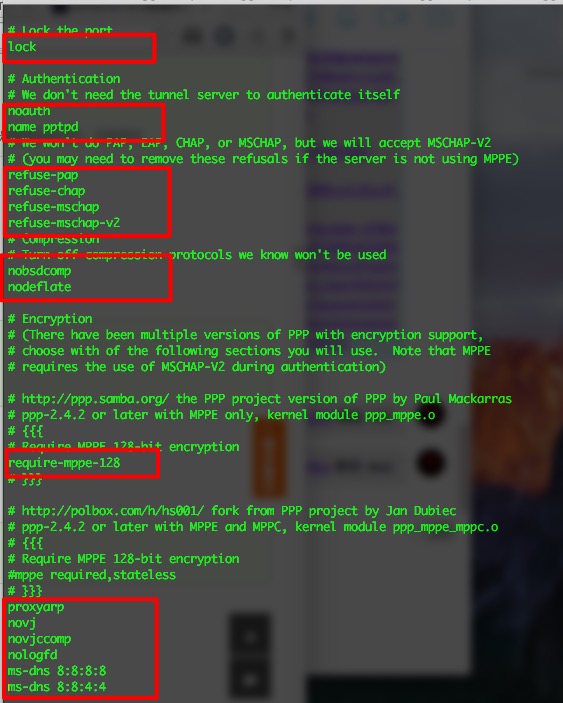 # Lock the port
lock
# Authentication
# We don't need the tunnel server to authenticate itself
noauth
name pptpd
# We won't do PAP, EAP, CHAP, or MSCHAP, but we will accept MSCHAP-V2
# (you may need to remove these refusals if the server is not using MPPE)
refuse-pap
refuse-chap
refuse-mschap
refuse-mschap-v2
# Compression
# Turn off compression protocols we know won't be used
nobsdcomp
nodeflate
# Encryption
# (There have been multiple versions of PPP with encryption support,
# choose with of the following sections you will use.  Note that MPPE
# requires the use of MSCHAP-V2 during authentication)
# http://ppp.samba.org/ the PPP project version of PPP by Paul Mackarras
# ppp-2.4.2 or later with MPPE only, kernel module ppp_mppe.o
# {{{
# Require MPPE 128-bit encryption
require-mppe-128
# }}}
# http://polbox.com/h/hs001/ fork from PPP project by Jan Dubiec
# ppp-2.4.2 or later with MPPE and MPPC, kernel module ppp_mppe_mppc.o
# {{{
# Require MPPE 128-bit encryption
#mppe required,stateless
# }}}
proxyarp
novj
novjccomp
nologfd
ms-dns 8:8:8:8
ms-dns 8:8:4:4